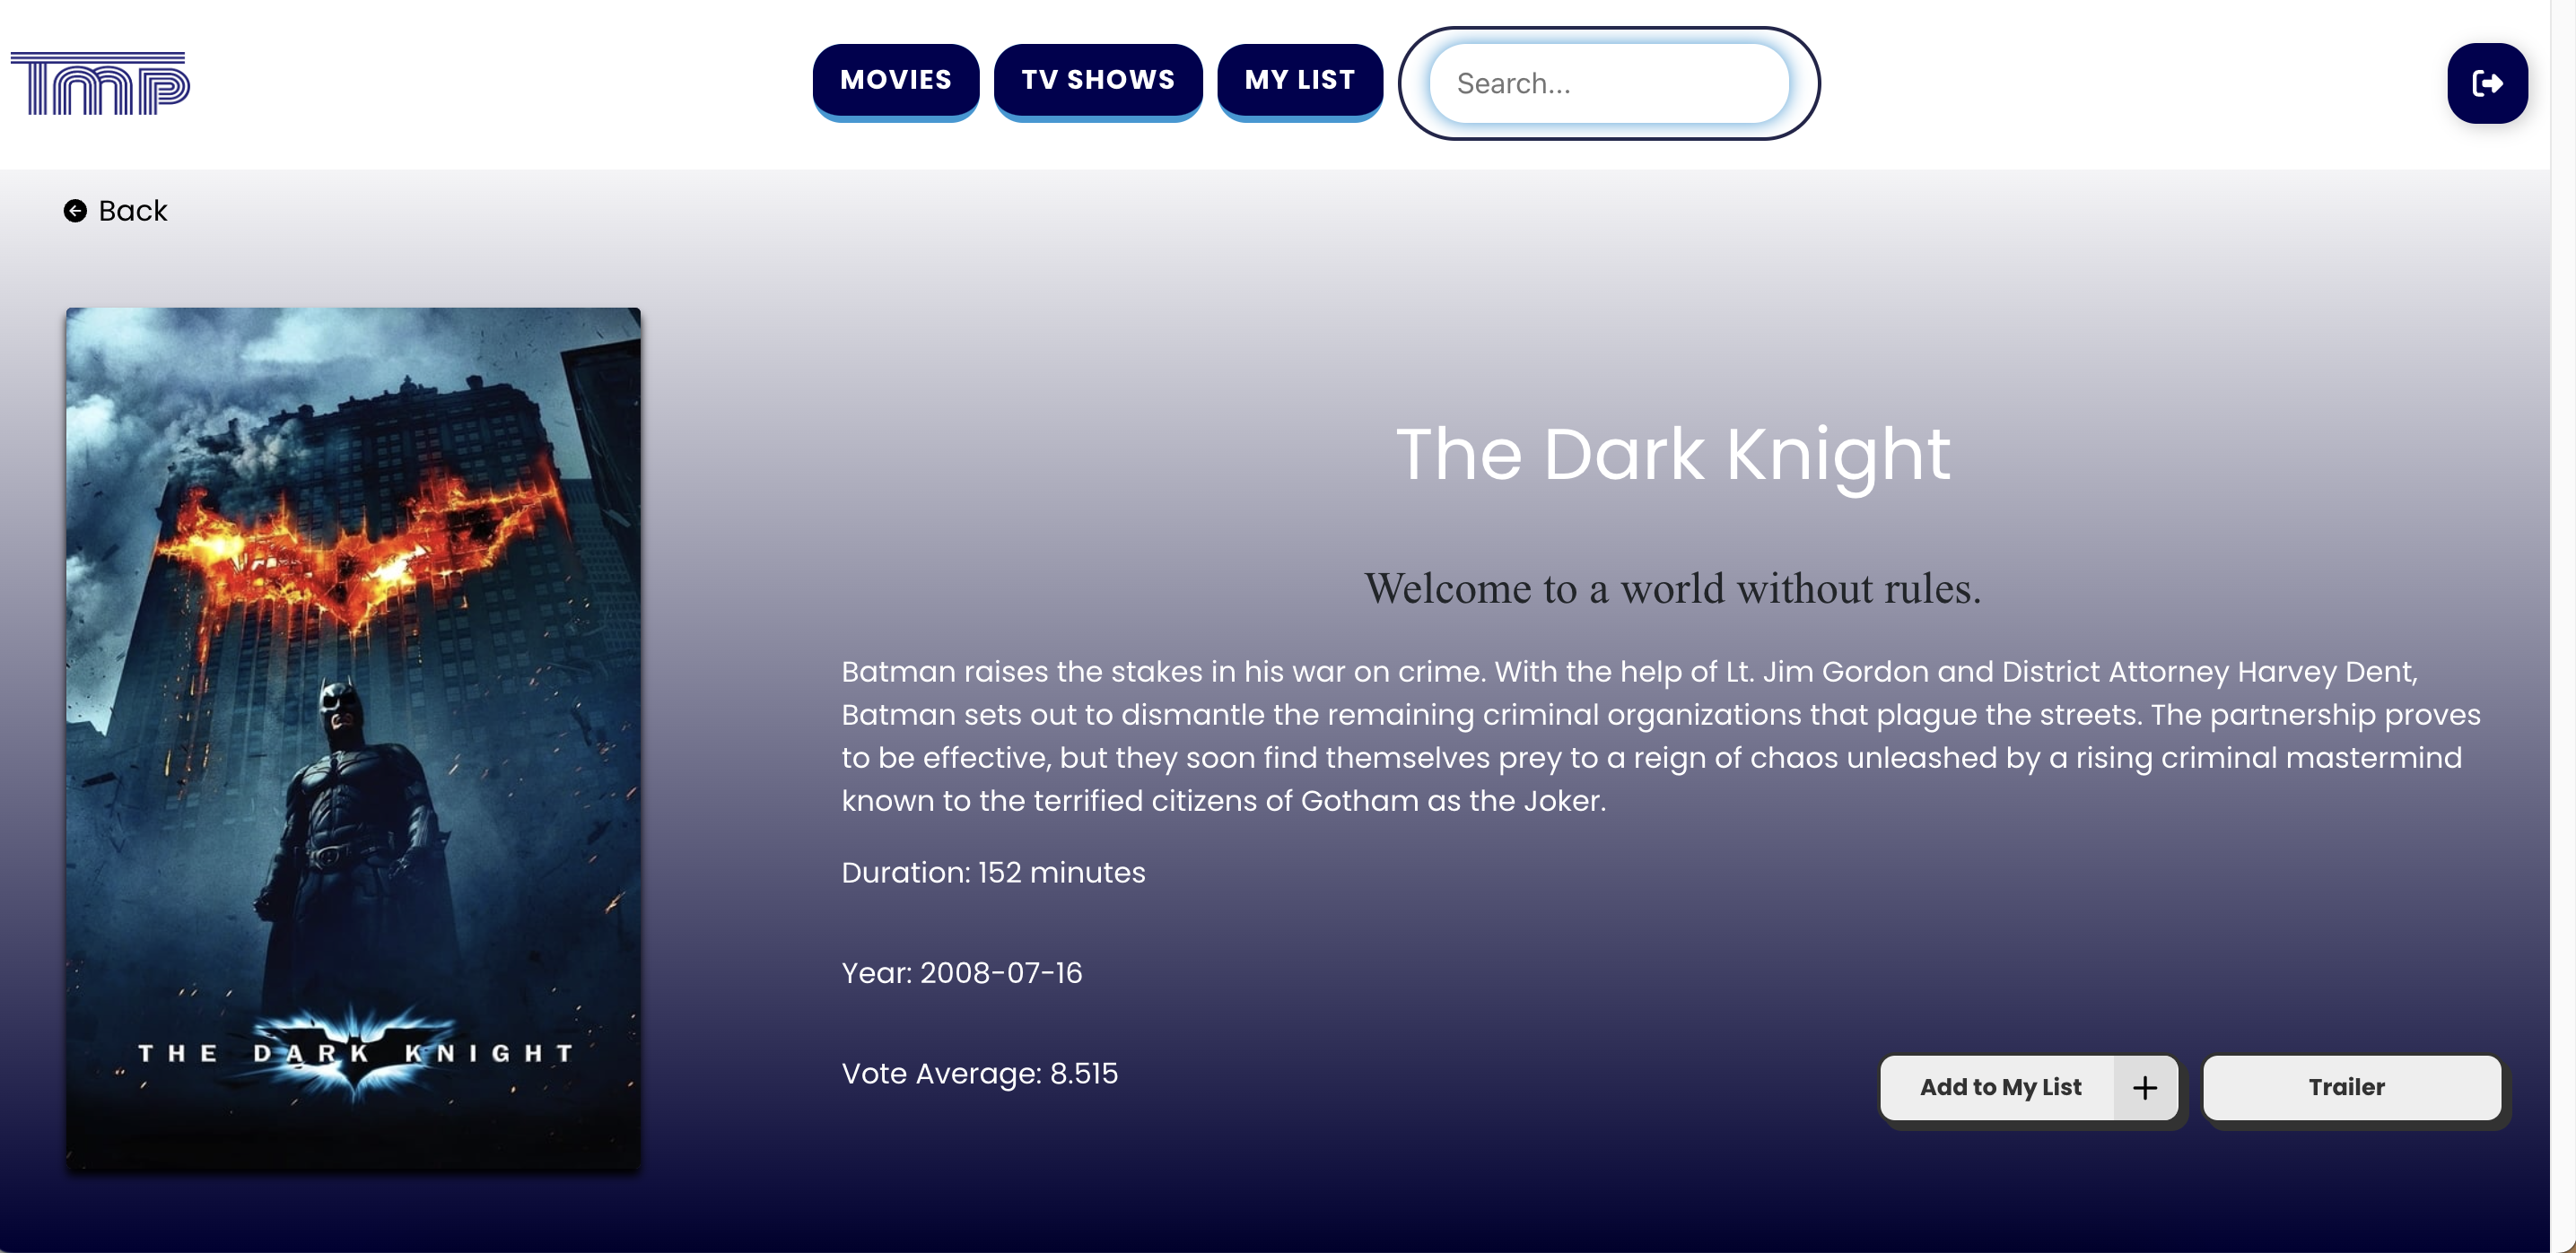 Tmp
MOVIES
TV SHOWS
MY LIST
Search...
Back
THE DARK KNIGHT
The Dark Knight
Welcome to a world without rules.
Batman raises the stakes in his war on crime. With the help of Lt. Jim Gordon and District Attorney Harvey Dent,
Batman sets out to dismantle the remaining criminal organizations that plague the streets. The partnership proves
to be effective, but they soon find themselves prey to a reign of chaos unleashed by a rising criminal mastermind
known to the terrified citizens of Gotham as the Joker.
Duration: 152 minutes
Year: 2008-07-16
Vote Average: 8.515
Add to My List +
Trailer